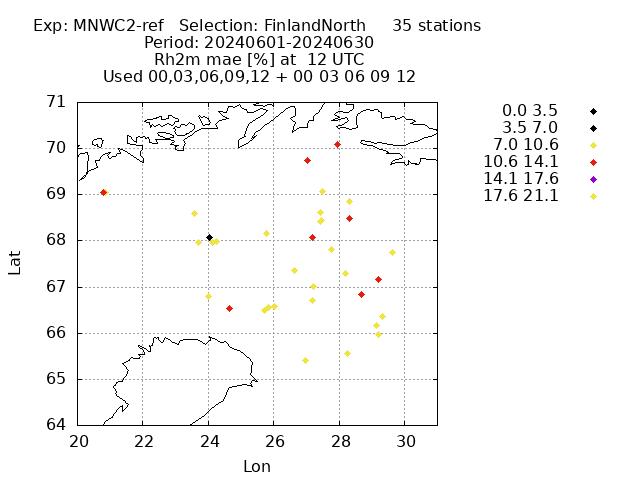 Exp: MNWC2-ref Selection: FinlandNorth 35 stations
Period: 20240601-20240630
Rh2m mae [%] at 12 UTC
Used 00,03,06,09,12 + 00 03 06 09 12
71
70
69
68
67
66
65
64
20 22 24 26 28 30
Lat
Lon
0.0 3.5
3.5 7.0
7.0 10.6
10.6 14.1
14.1 17.6
17.6 21.1